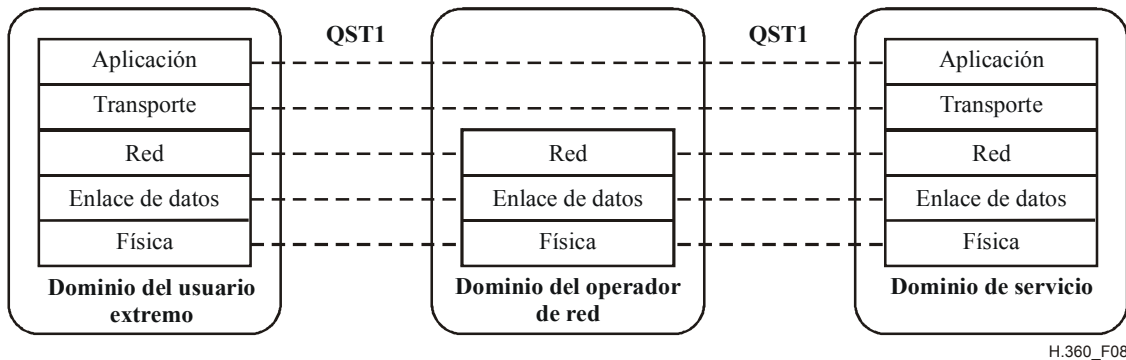 QST1
QST1
Aplicación
Transporte
Red
Enlace de datos
Física
Dominio del usuario
extremo
Red
Enlace de datos
Física
Dominio del operador
de red
Aplicación
Transporte
Red
Enlace de datos
Física
Dominio de servicio
H.360_F08